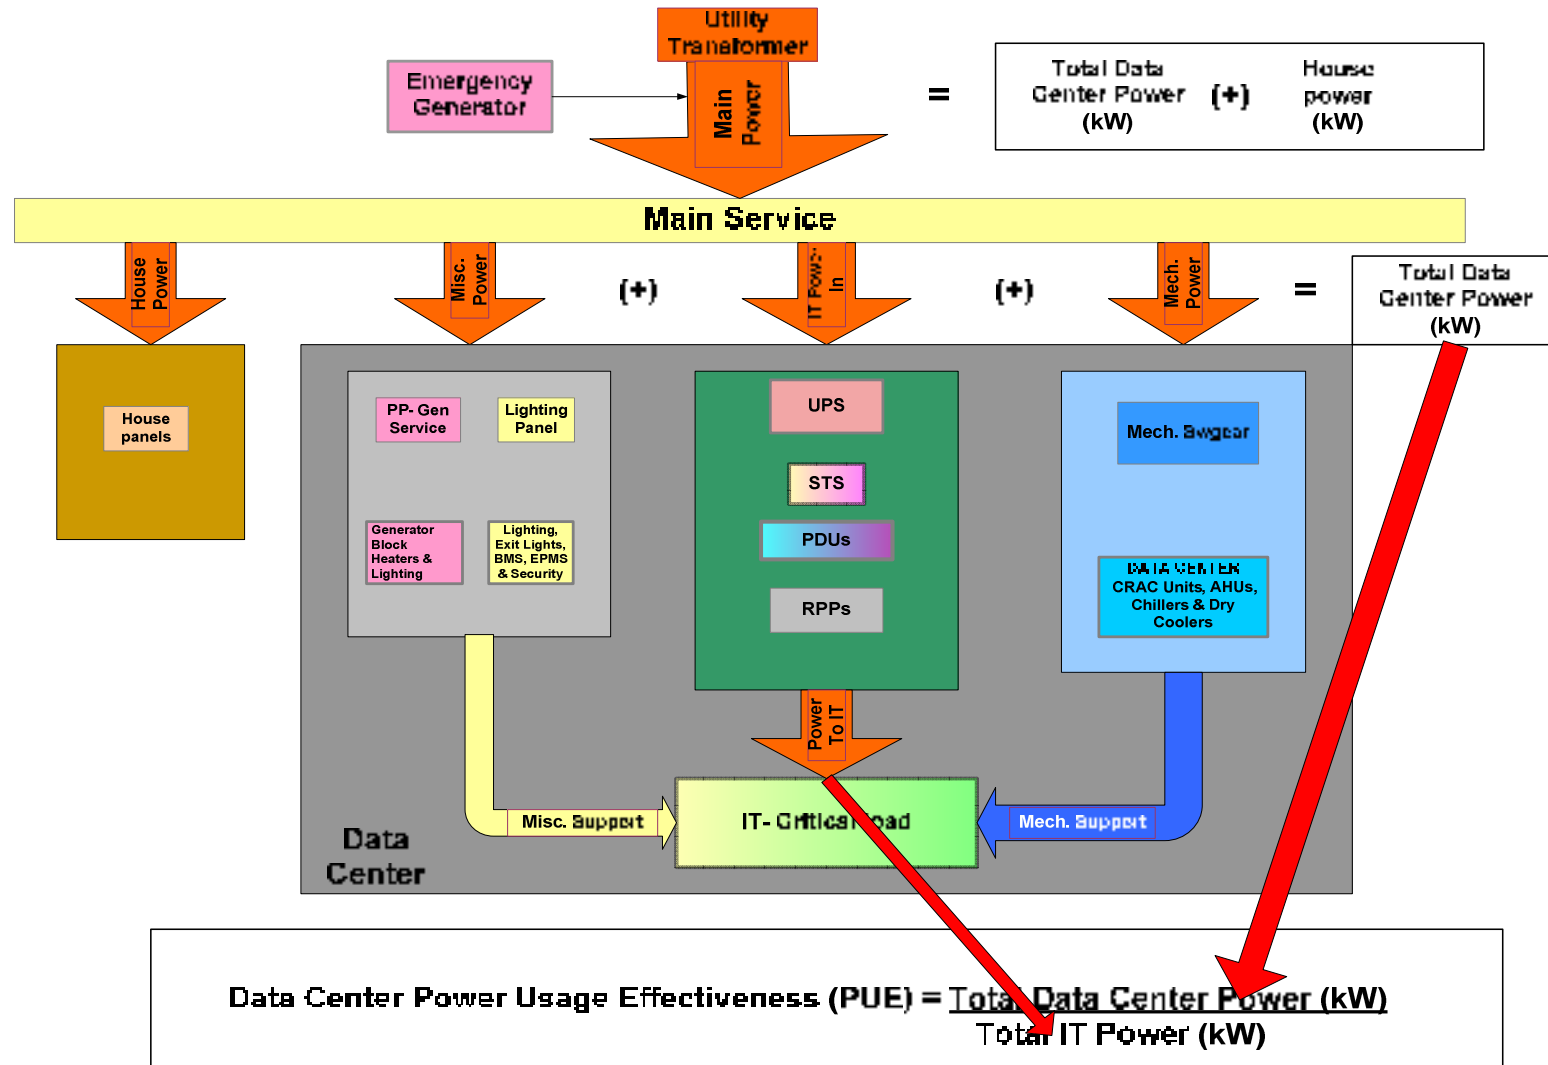 Utility
Transformer
Emergency
Generator
Main
Power
=
Total Data
Center Power
(kW)
(+)
House
power
(kW)
Main Service
House
Power
Misc.
Power
(+)
IT Power
In
(+)
Mech.
Power
=
Total Data
Center Power
(kW)
House
panels
PP- Gen
Service
Lighting
Panel
Generator
Block
Heaters &
Lighting
Lighting,
Exit Lights,
BMS, EPMS
& Security
UPS
STS
PDUs
RPPs
Mech. Swgear
DATA CENTER
CRAC Units, AHUs,
Chillers & Dry
Coolers
Power
To IT
Misc. Support
IT- Critical Load
Mech. Support
Data
Center
Data Center Power Usage Effectiveness (PUE) = Total Data Center Power (kW)
Total IT Power (kW)